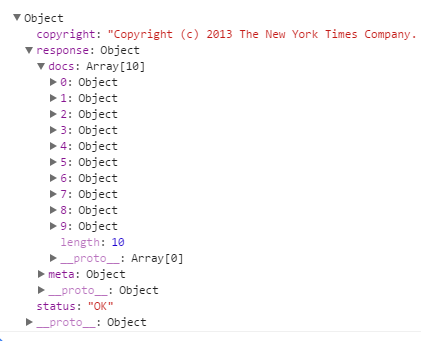 Object
copyright: "Copyright (c) 2013 The New York Times Company.
response: Object
docs: Array[10]
0: Object
1: Object
2: Object
3: Object
4: Object
5: Object
6: Object
7: Object
8: Object
9: Object
length: 10
__proto__: Array[0]
meta: Object
__proto__: Object
status: "OK"
__proto__: Object